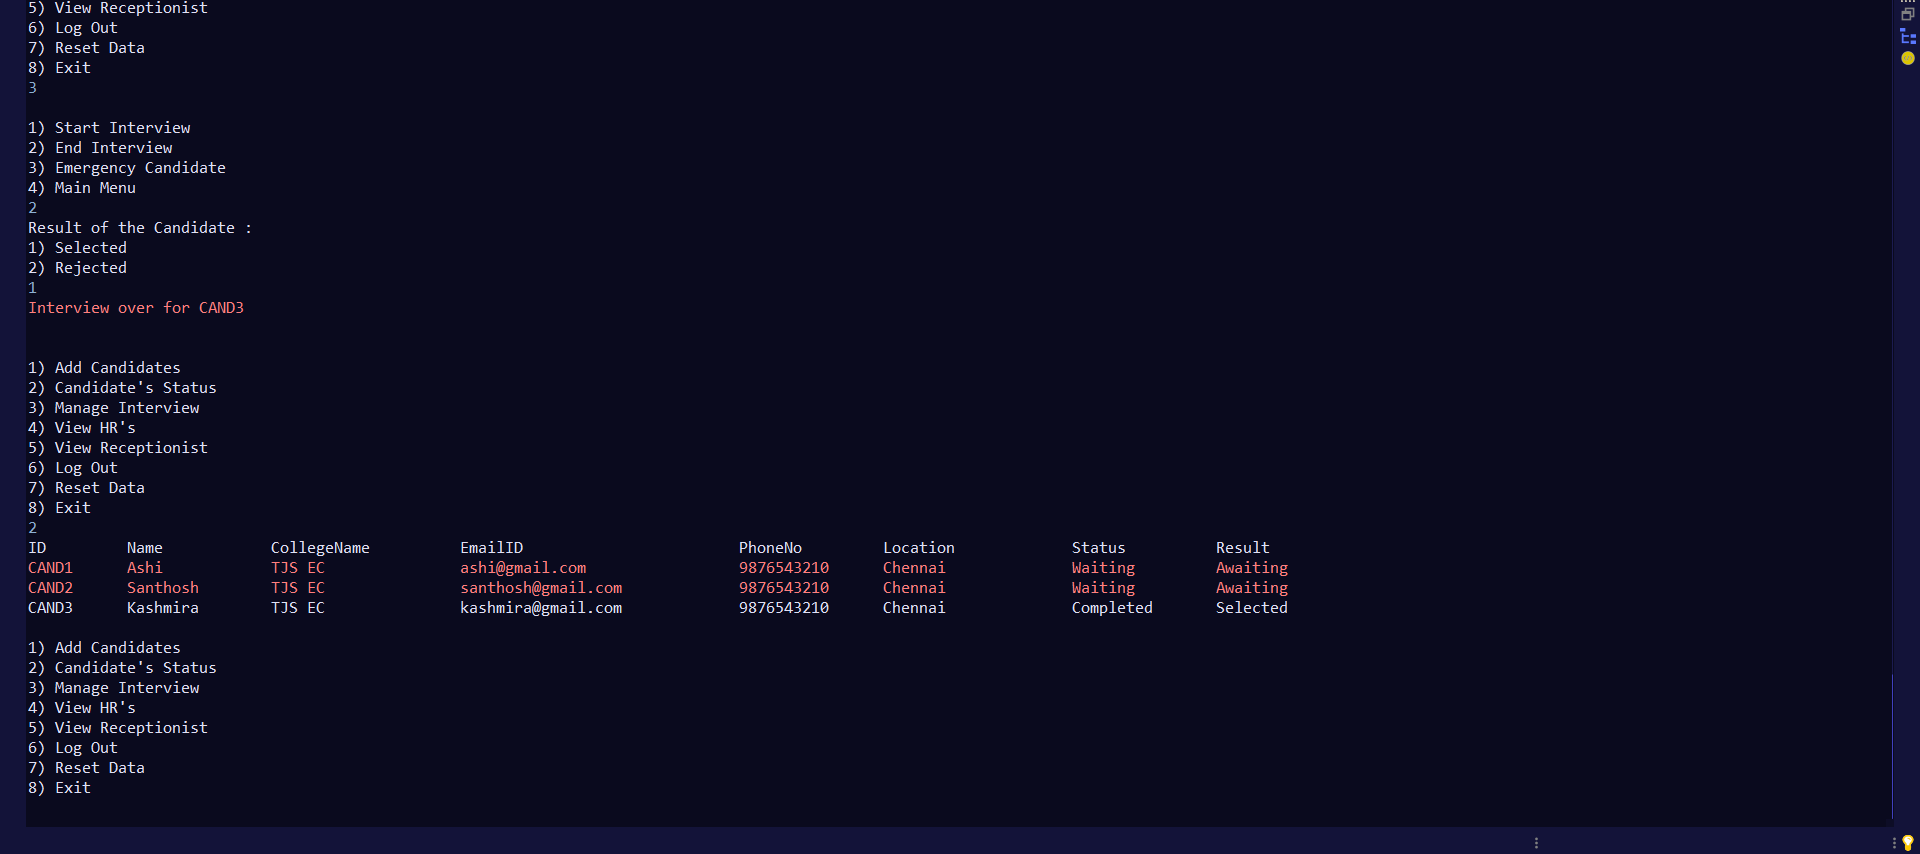 5) View Receptionist
6) Log Out
7) Reset Data
8) Exit
3
1) Start Interview
2) End Interview
3) Emergency Candidate
4) Main Menu
2
Result of the Candidate :
1) Selected
2) Rejected
1
Interview over for CAND3
1) Add Candidates
2) Candidate's Status
3) Manage Interview
4) View HR's
5) View Receptionist
6) Log Out
7) Reset Data
8) Exit
2
ID Name CollegeName EmailID PhoneNo Location Status Result
CAND1 Ashi TJS EC ashi@gmail.com 9876543210 Chennai Waiting Awaiting
CAND2 Santhosh TJS EC santhosh@gmail.com 9876543210 Chennai Waiting Awaiting
CAND3 Kashmira TJS EC kashmira@gmail.com 9876543210 Chennai Completed Selected
1) Add Candidates
2) Candidate's Status
3) Manage Interview
4) View HR's
5) View Receptionist
6) Log Out
7) Reset Data
8) Exit